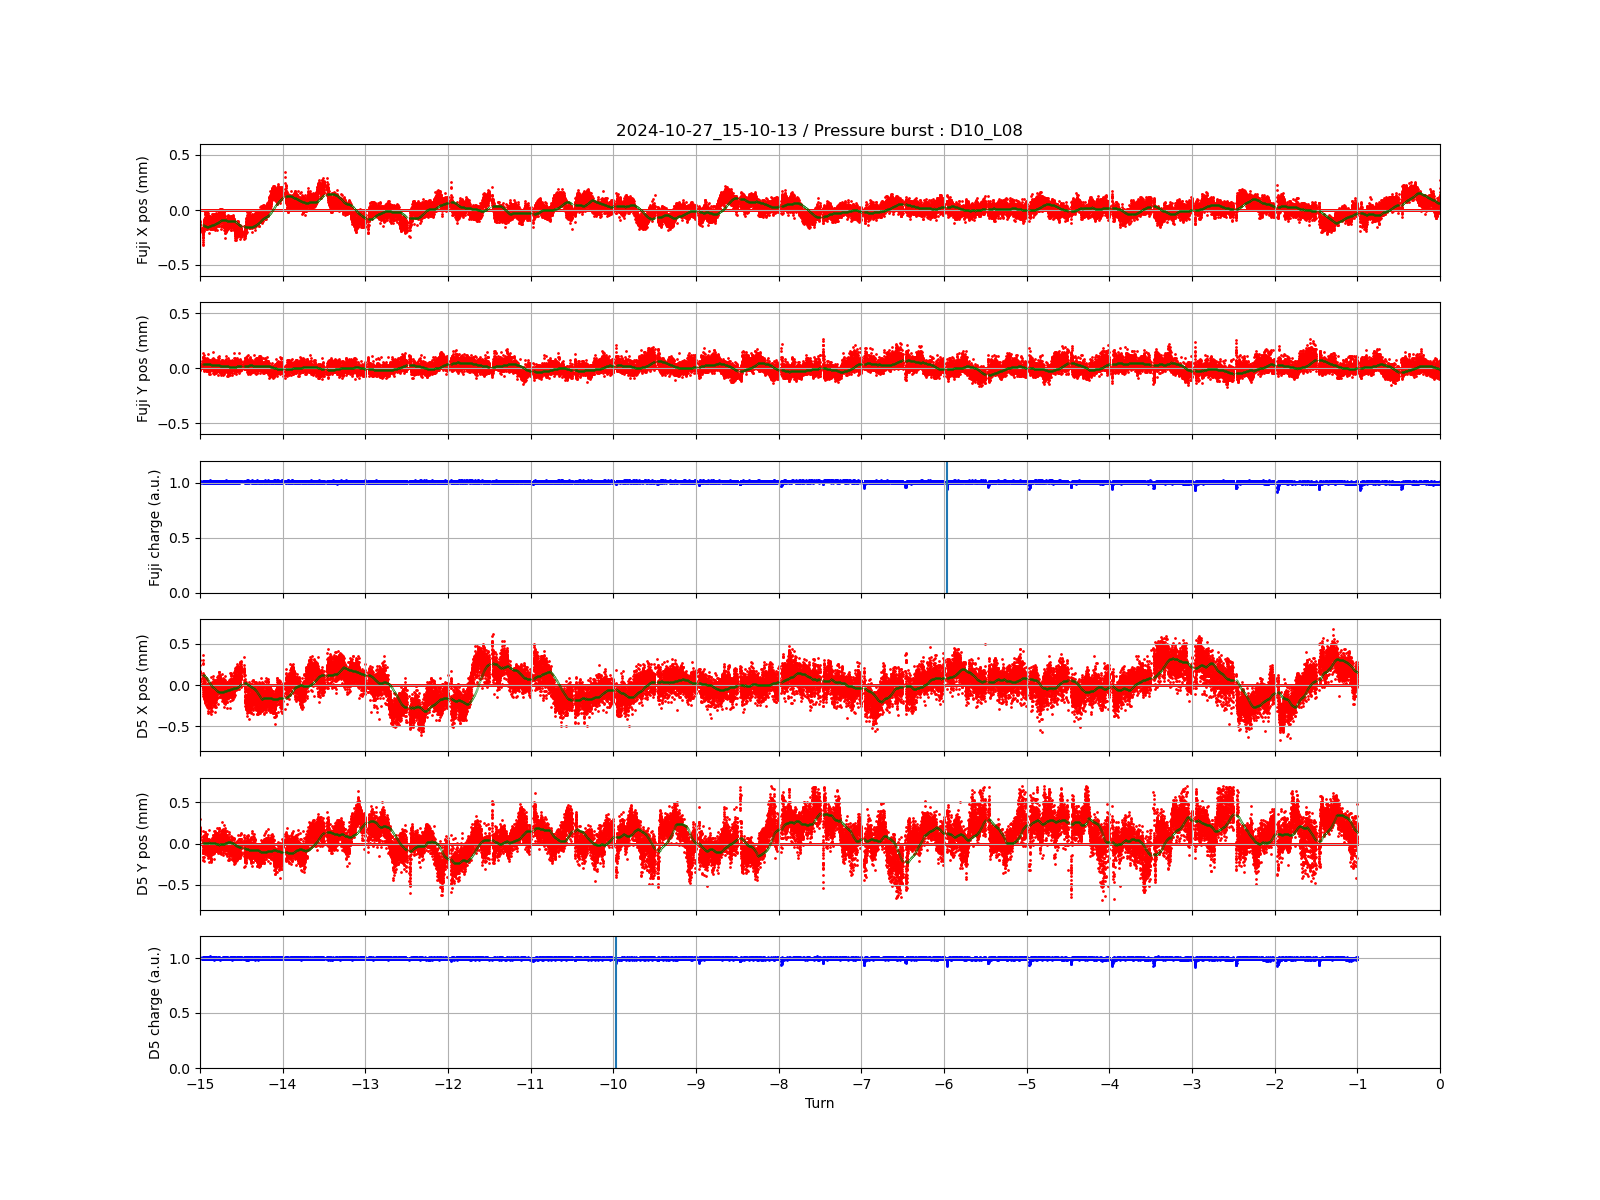 2024-10-27_15-10-13 / Pressure burst : D10_L08
Fuji X pos (mm)
0.5
0.0
−0.5
Fuji Y pos (mm)
0.5
0.0
−0.5
Fuji charge (a.u.)
1.0
0.5
0.0
D5 X pos (mm)
0.5
0.0
−0.5
D5 Y pos (mm)
0.5
0.0
−0.5
D5 charge (a.u.)
1.0
0.5
0.0
−15 −14 −13 −12 −11 −10 −9 −8 −7 −6 −5 −4 −3 −2 −1 0
Turn